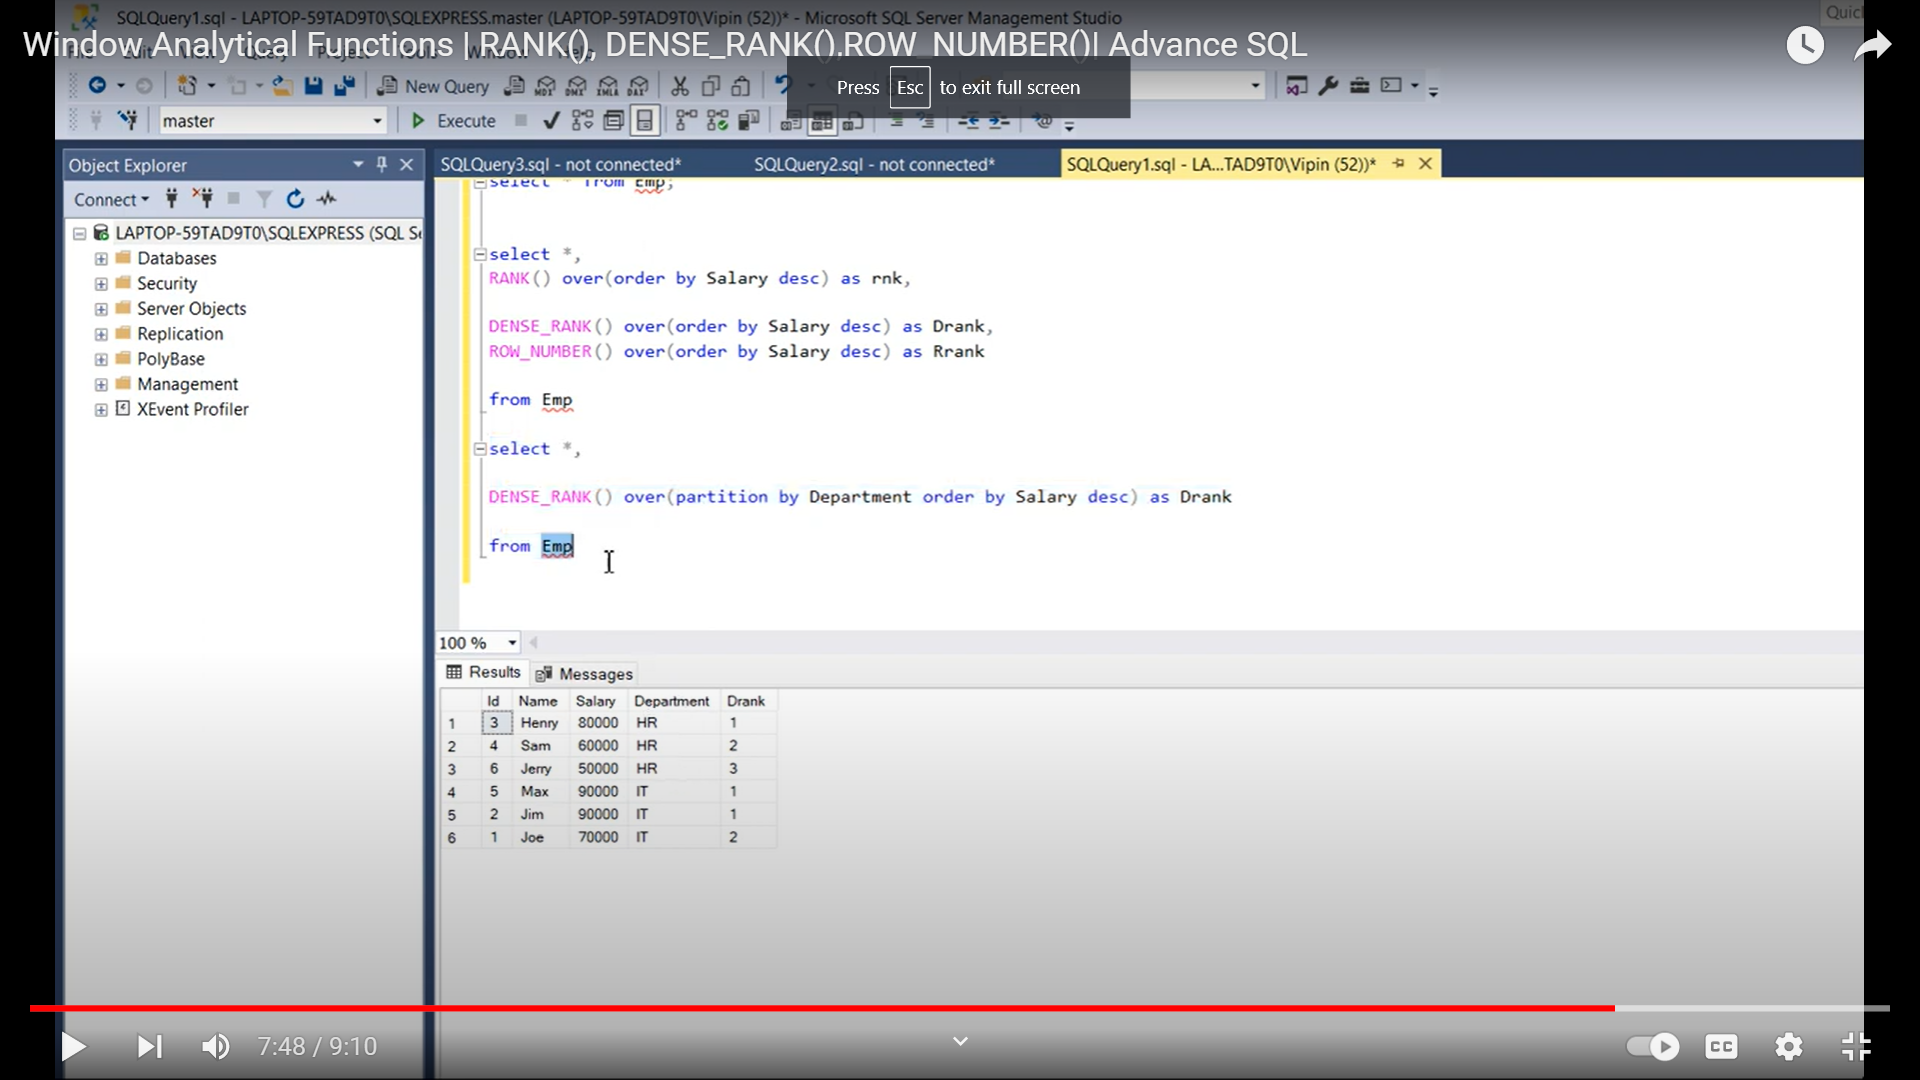 SQLQuery1.sql - LAPTOP-59TAD9T0\SQLEXPRESS.master (LAPTOP-59TAD9T0\Vipin (52))* - Microsoft SQL Server Management Studio
Window Analytical Functions | RANK(), DENSE_RANK(),ROW_NUMBER()| Advance SQL
Press Esc to exit full screen
New Query
master
Execute
Object Explorer
SQLQuery3.sql - not connected*
SQLQuery2.sql - not connected*
SQLQuery1.sql - LA...TAD9T0\Vipin (52))*
Connect
LAPTOP-59TAD9T0\SQLEXPRESS (SQL Se
Databases
Security
Server Objects
Replication
PolyBase
Management
XEvent Profiler
select * from Emp;
select *,
RANK() over(order by Salary desc) as rnk,
DENSE_RANK() over(order by Salary desc) as Drank,
ROW_NUMBER() over(order by Salary desc) as Rrank
from Emp
select *,
DENSE_RANK() over(partition by Department order by Salary desc) as Drank
from Emp
100 %
Results Messages
Id Name Salary Department Drank
1 3 Henry 80000 HR 1
2 4 Sam 60000 HR 2
3 6 Jerry 50000 HR 3
4 5 Max 90000 IT 1
5 2 Jim 90000 IT 1
6 1 Joe 70000 IT 2
7:48 / 9:10
CC